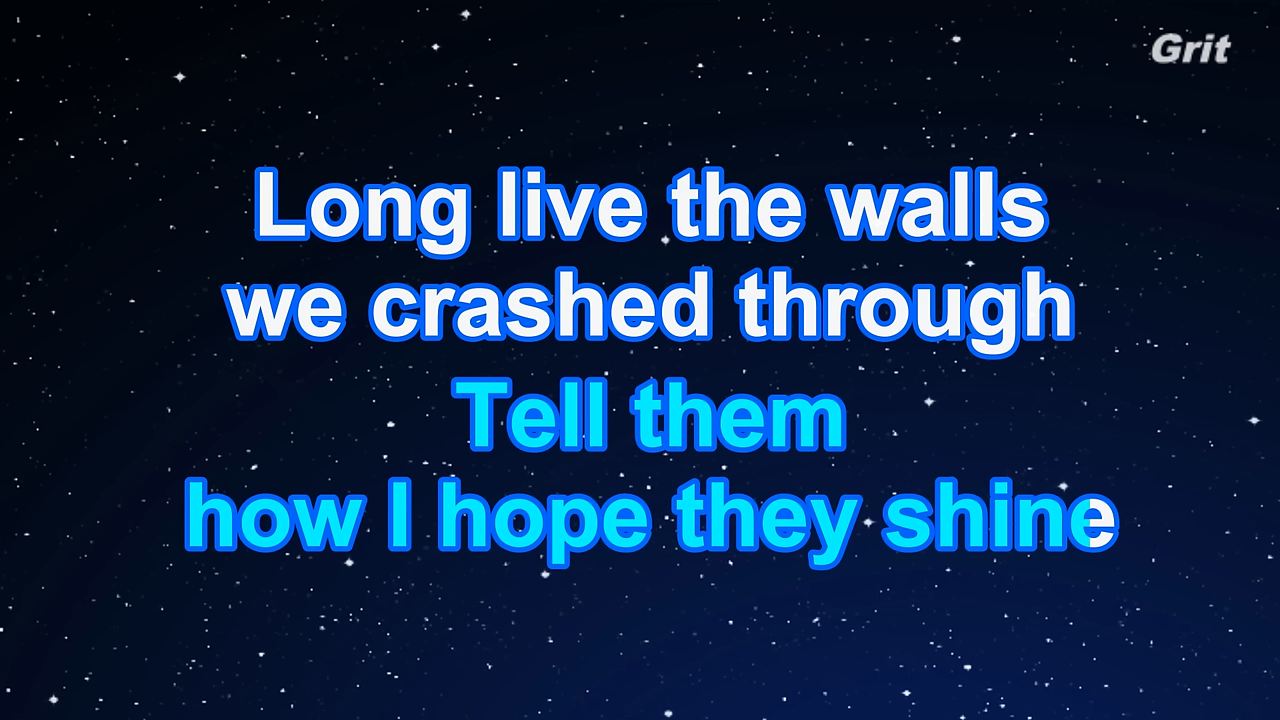 Grit
Long live the walls
we crashed through
Tell them
how I hope they shine